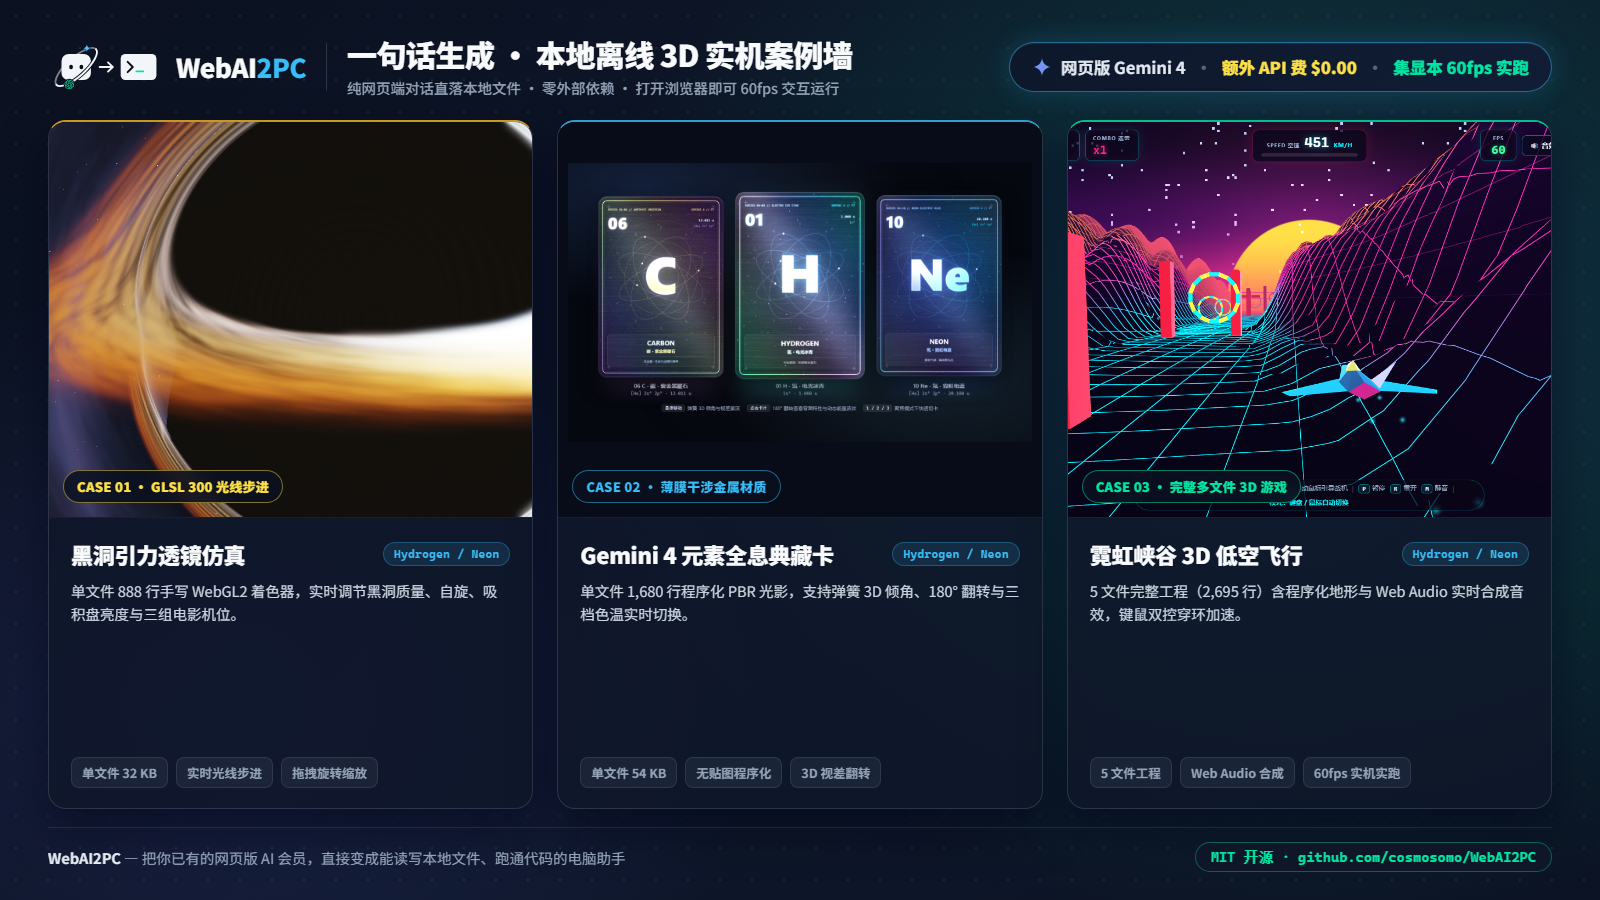 WebAI2PC
一句话生成 • 本地离线 3D 实机案例墙
纯网页端对话直落本地文件 • 零外部依赖 • 打开浏览器即可 60fps 交互运行
网页版 Gemini 4 • 额外 API 费 $0.00 • 集显本 60fps 实跑
CASE 01 • GLSL 300 光线步进
黑洞引力透镜仿真
Hydrogen / Neon
单文件 888 行手写 WebGL2 着色器，实时调节黑洞质量、自旋、吸
积盘亮度与三组电影机位。
单文件 32 KB
实时光线步进
拖拽旋转缩放
06
C
CARBON
01
H
HYDROGEN
10
Ne
NEON
CASE 02 • 薄膜干涉金属材质
Gemini 4 元素全息典藏卡
Hydrogen / Neon
单文件 1,680 行程序化 PBR 光影，支持弹簧 3D 倾角、180° 翻转与三
档色温实时切换。
单文件 54 KB
无贴图程序化
3D 视差翻转
COMBO 连击
x1
SPEED 空速 451 KM/H
FPS
60
CASE 03 • 完整多文件 3D 游戏
霓虹峡谷 3D 低空飞行
Hydrogen / Neon
5 文件完整工程（2,695 行）含程序化地形与 Web Audio 实时合成音
效，键鼠双控穿环加速。
5 文件工程
Web Audio 合成
60fps 实机实跑
WebAI2PC — 把你已有的网页版 AI 会员，直接变成能读写本地文件、跑通代码的电脑助手
MIT 开源 · github.com/cosmosomo/WebAI2PC